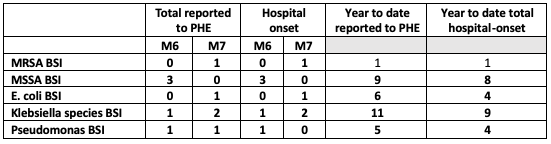 Total reported to PHE Hospital onset Year to date reported to PHE Year to date total hospital-onset
M6 M7 M6 M7
MRSA BSI 0 1 0 1 1 1
MSSA BSI 3 0 3 0 9 8
E. coli BSI 0 1 0 1 6 4
Klebsiella species BSI 1 2 1 2 11 9
Pseudomonas BSI 1 1 1 0 5 4